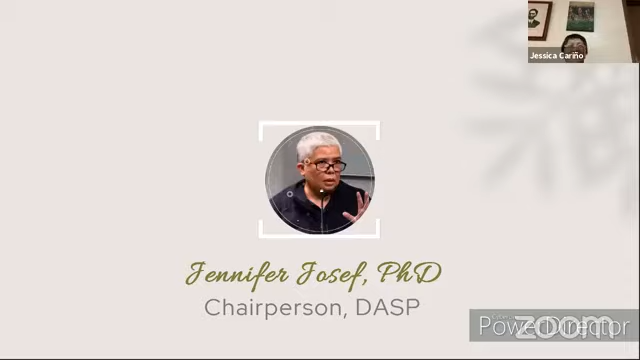 Jessica Cariño
Jennifer Josef, PhD
Chairperson, DASP
PowerDirector
zoom